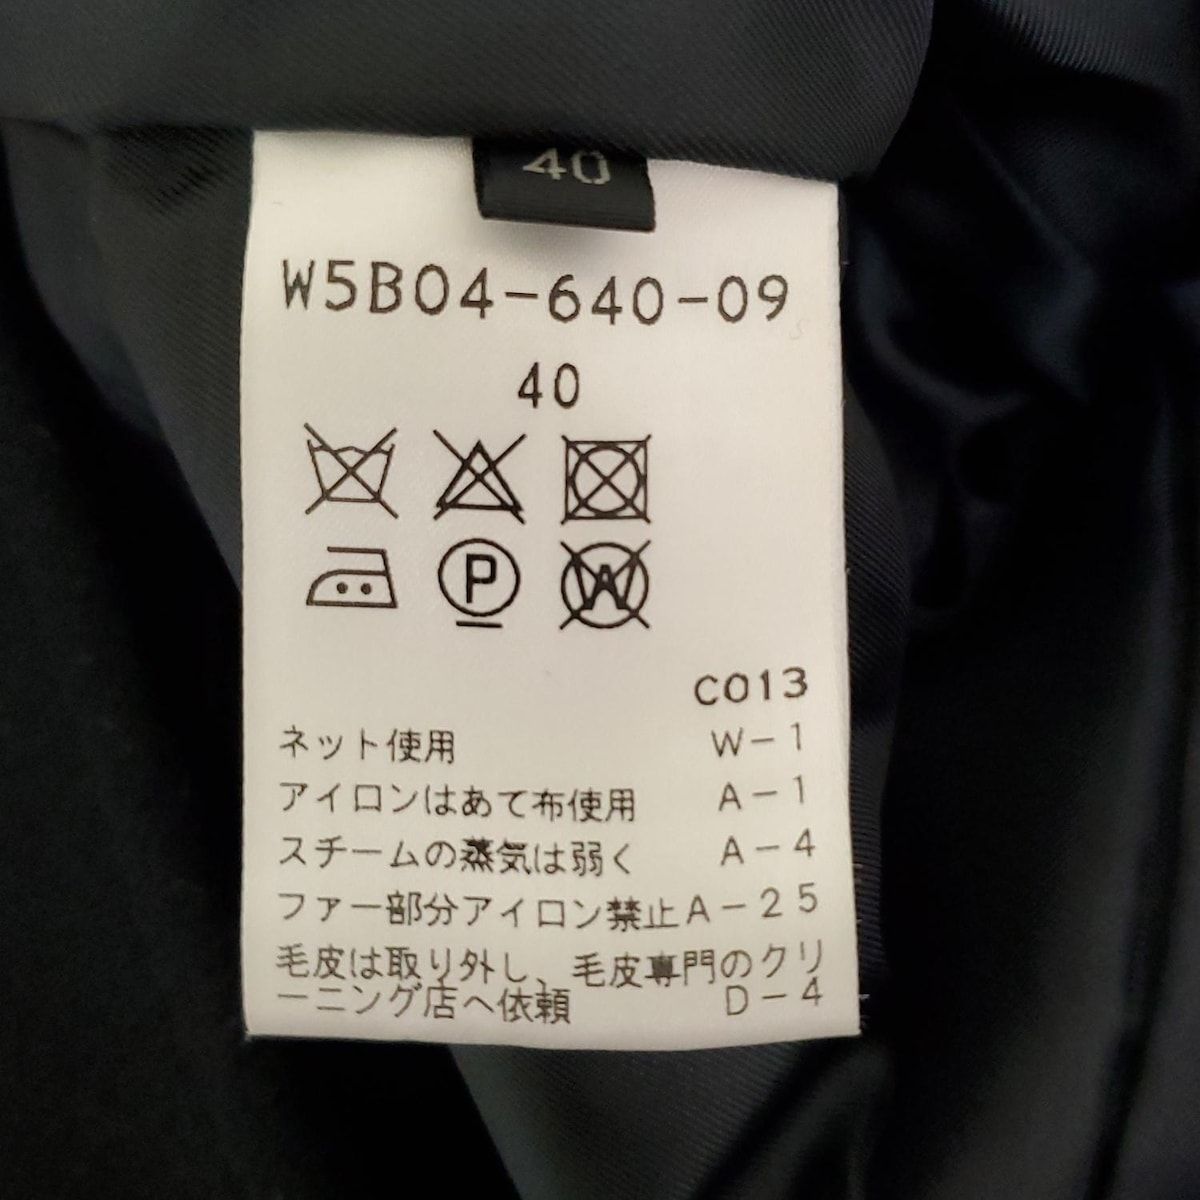 40
W5B04-640-09
40
P W
C013
ネット使用 W-1
アイロンはあて布使用 A-1
スチームの蒸気は弱く A-4
ファー部分アイロン禁止A-25
毛皮は取り外し、毛皮専門のクリ
ーニング店へ依頼 D-4